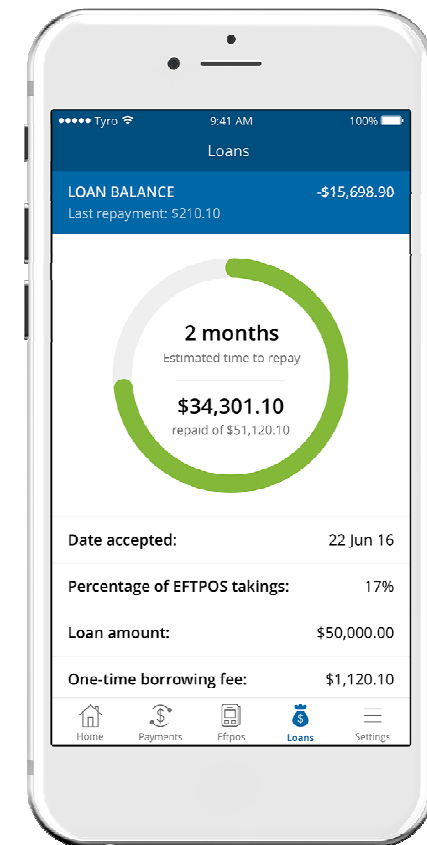 Tyro 9:41 AM 100%
Loans
LOAN BALANCE -$15,698.90
Last repayment: $210.10
2 months
Estimated time to repay
$34,301.10
repaid of $51,120.10
Date accepted: 22 Jun 16
Percentage of EFTPOS takings: 17%
Loan amount: $50,000.00
One-time borrowing fee: $1,120.10
$ $
Home Payments Eftpos Loans Settings